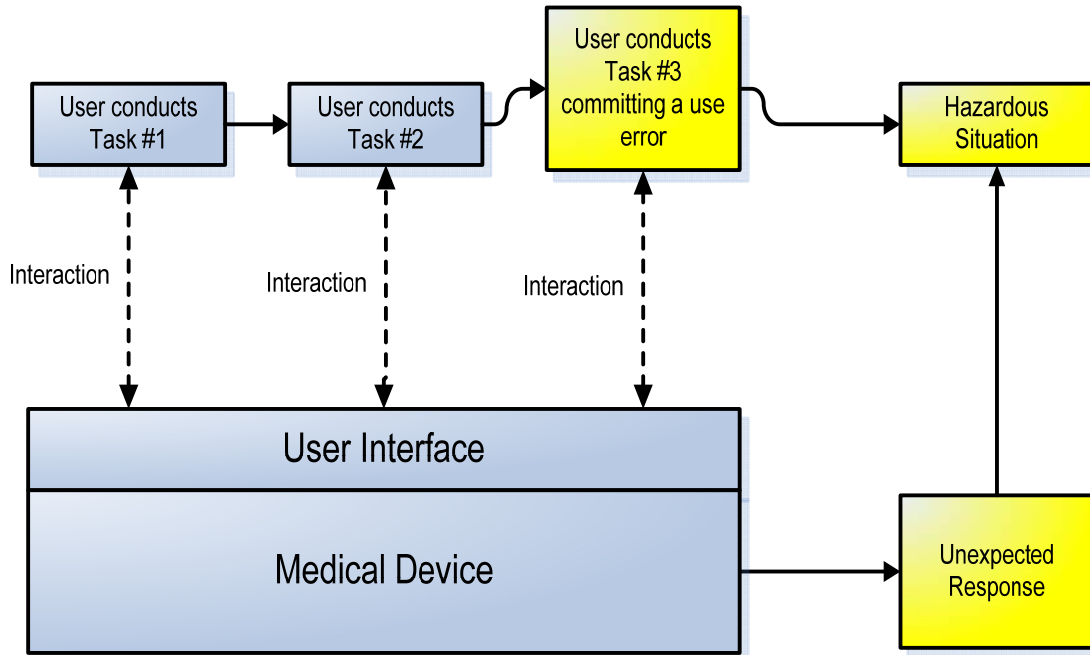 User conducts
Task #1
User conducts
Task #2
User conducts
Task #3
committing a use
error
Hazardous
Situation
Interaction
Interaction
Interaction
User Interface
Medical Device
Unexpected
Response